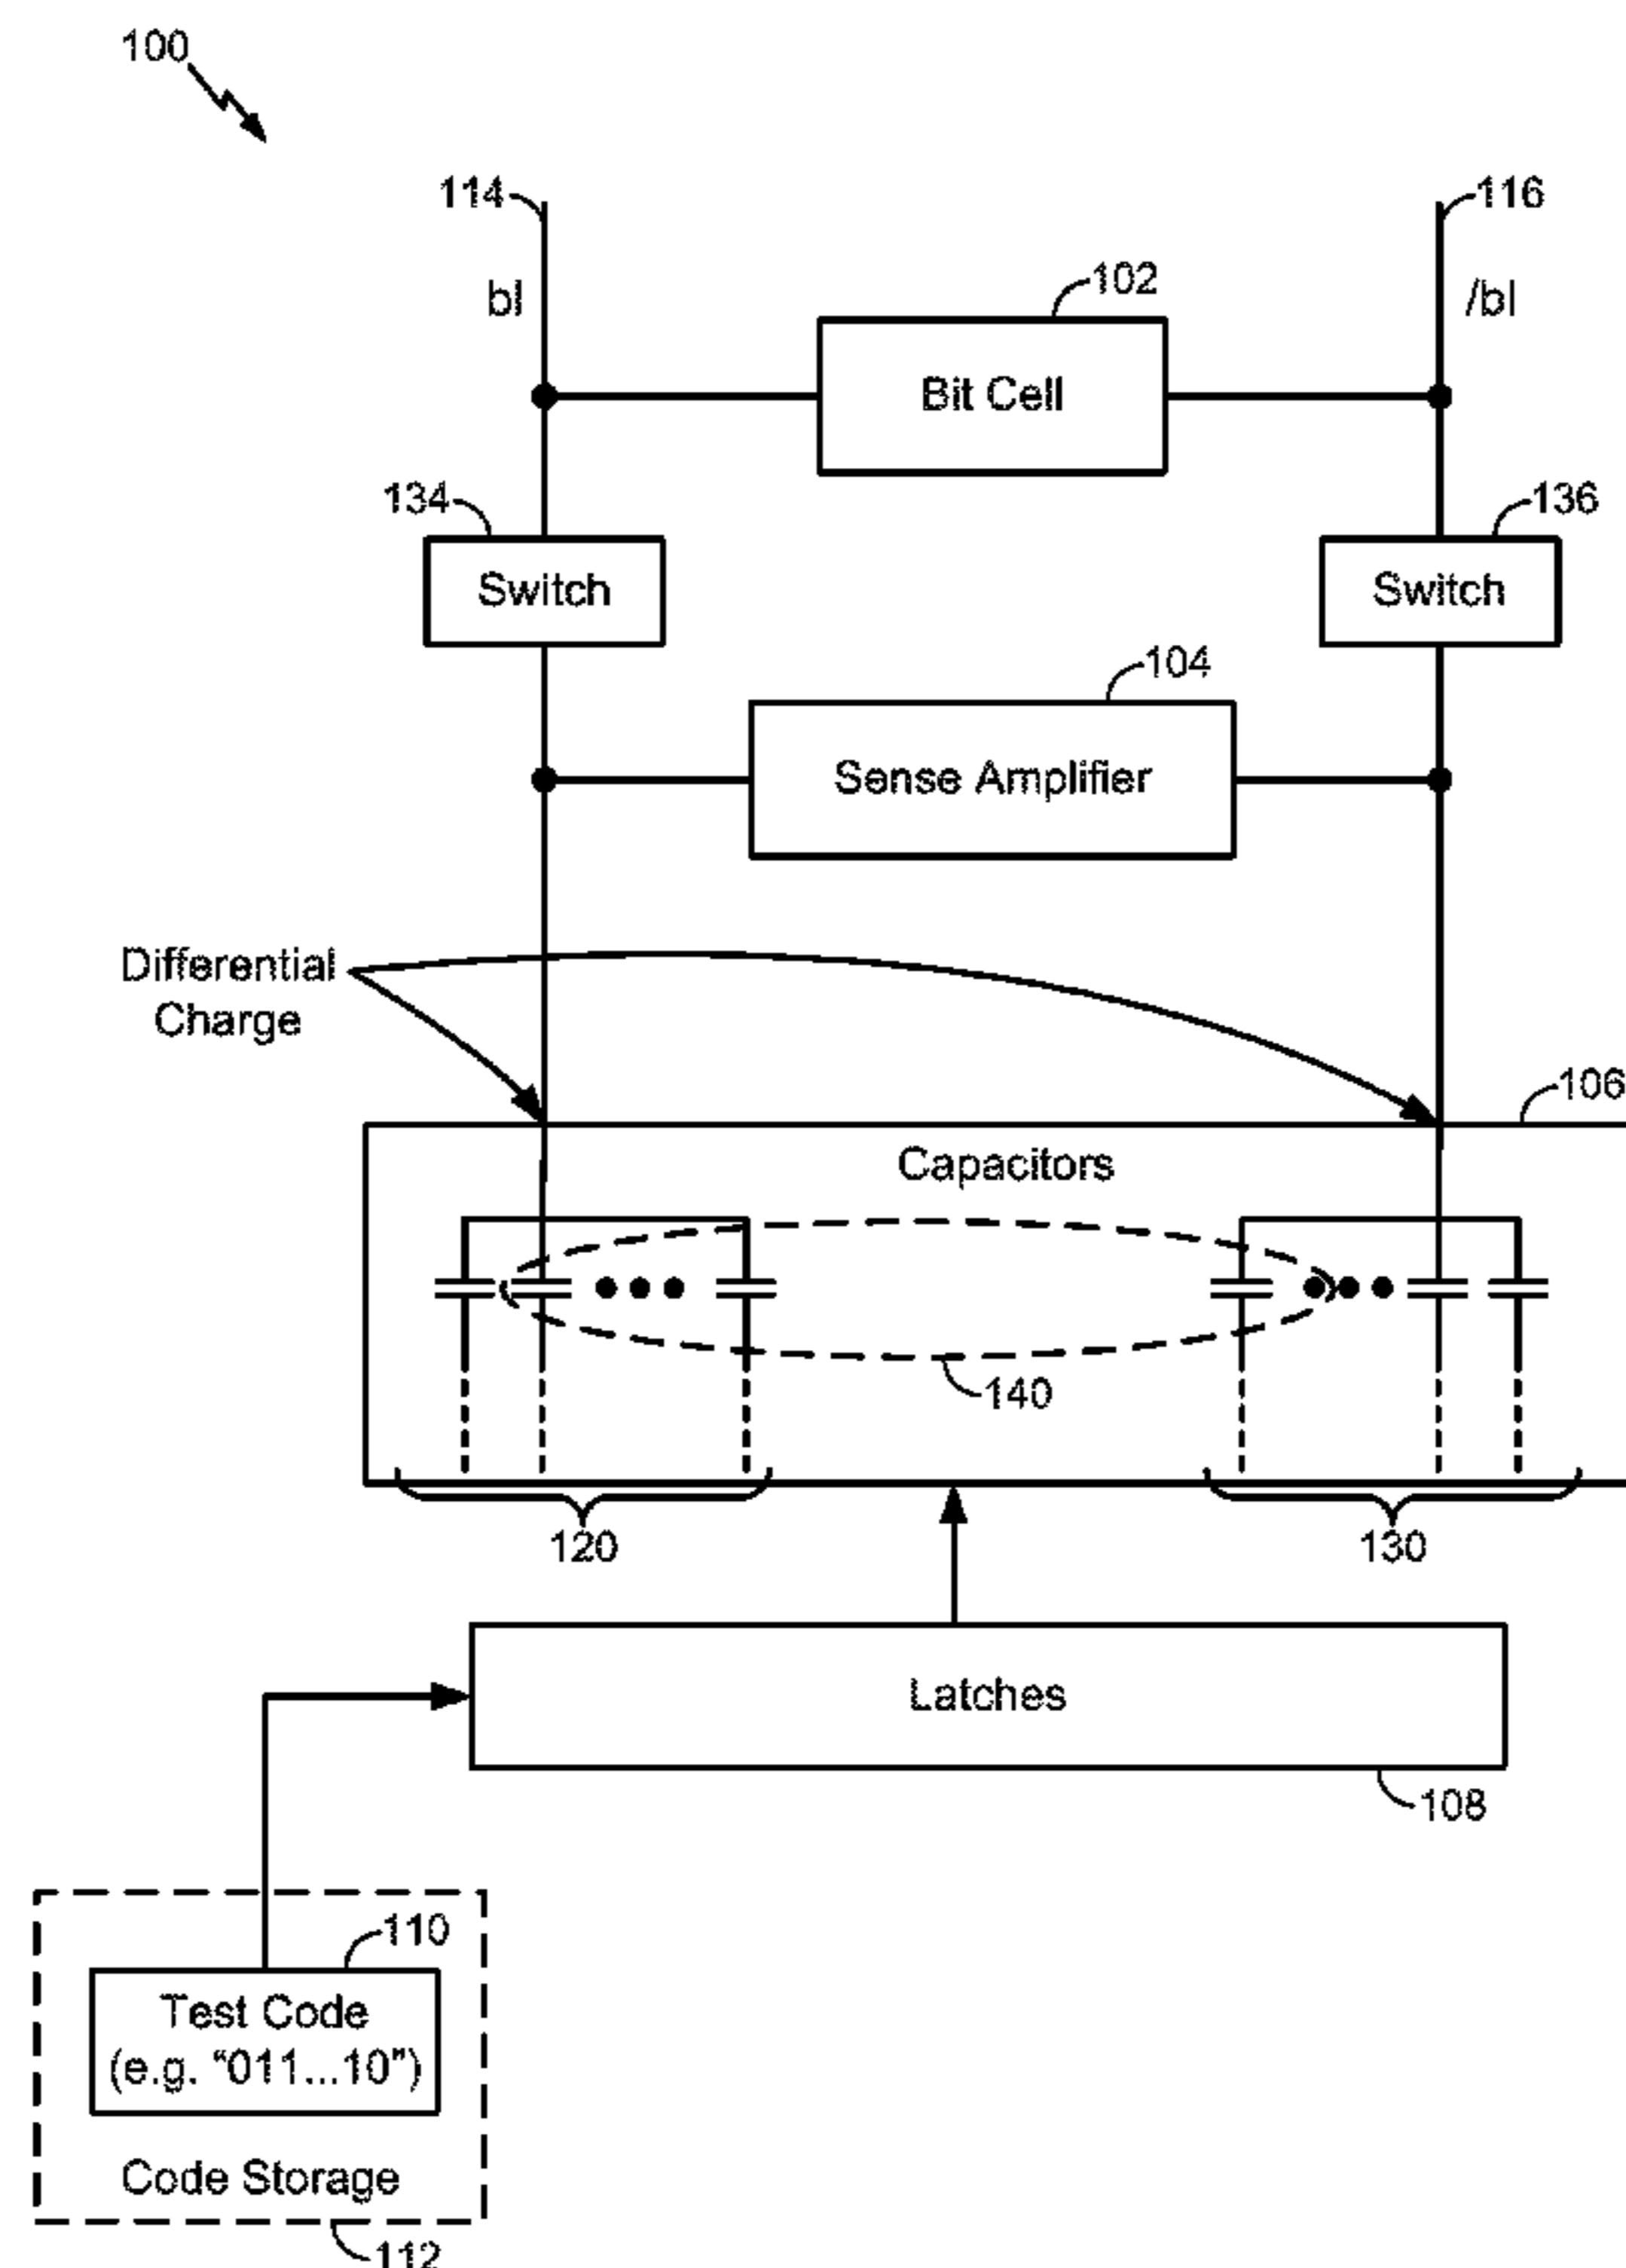 100
114
116
bl
/bl
102
Bit Cell
134
136
Switch
Switch
104
Sense Amplifier
Differential
Charge
106
Capacitors
140
120
130
Latches
108
110
Test Code
(e.g. “011...10”)
Code Storage
112